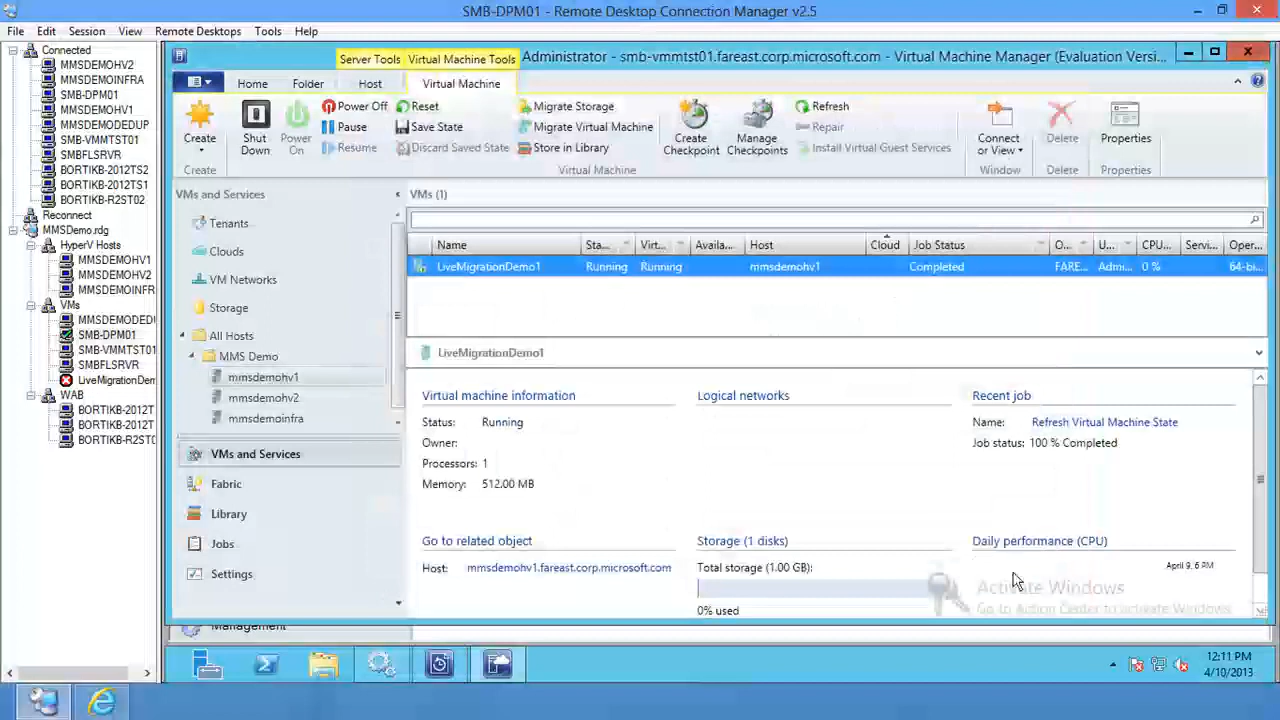 SMB-DPM01 - Remote Desktop Connection Manager v2.5
File Edit Session View Remote Desktops Tools Help
Connected
MMSDEMOHV2
MMSDEMOINFRA
SMB-DPM01
MMSDEMOHV1
MMSDEMODEDUP
SMB-VMMTST01
SMBFLSRVR
BORTIKB-2012TS2
BORTIKB-2012TS1
BORTIKB-R2ST02
Reconnect
MMSDemo.rdg
HyperV Hosts
MMSDEMOHV1
MMSDEMOHV2
MMSDEMOINFR
VMs
MMSDEMODEDU
SMB-DPM01
SMB-VMMTST01
SMBFLSRVR
LiveMigrationDem
WAB
BORTIKB-2012T
BORTIKB-2012T
BORTIKB-R2ST0
Server Tools Virtual Machine Tools Administrator - smb-vmmtst01.fareast.corp.microsoft.com - Virtual Machine Manager (Evaluation Versi...
Home Folder Host Virtual Machine
Create
Shut Down
Power On
Power Off
Pause
Resume
Reset
Save State
Discard Saved State
Migrate Storage
Migrate Virtual Machine
Store in Library
Create Checkpoint
Manage Checkpoints
Refresh
Repair
Install Virtual Guest Services
Connect or View
Delete
Properties
Create Virtual Machine Window Delete Properties
VMs and Services
Tenants
Clouds
VM Networks
Storage
All Hosts
MMS Demo
mmsdemohv1
mmsdemohv2
mmsdemoinfra
VMs and Services
Fabric
Library
Jobs
Settings
VMs (1)
Name Sta... Virt... Availa... Host Cloud Job Status O... U... CPU... Servi... Oper...
LiveMigrationDemo1 Running Running mmsdemohv1 Completed FARE... Admi... 0 % 64-bi...
LiveMigrationDemo1
Virtual machine information
Status: Running
Owner:
Processors: 1
Memory: 512.00 MB
Logical networks
Recent job
Name: Refresh Virtual Machine State
Job status: 100 % Completed
Go to related object
Host: mmsdemohv1.fareast.corp.microsoft.com
Storage (1 disks)
Total storage (1.00 GB):
0% used
Daily performance (CPU)
April 9, 6 PM
Activate Windows
Go to Action Center to activate Windows.
Management
12:11 PM
4/10/2013